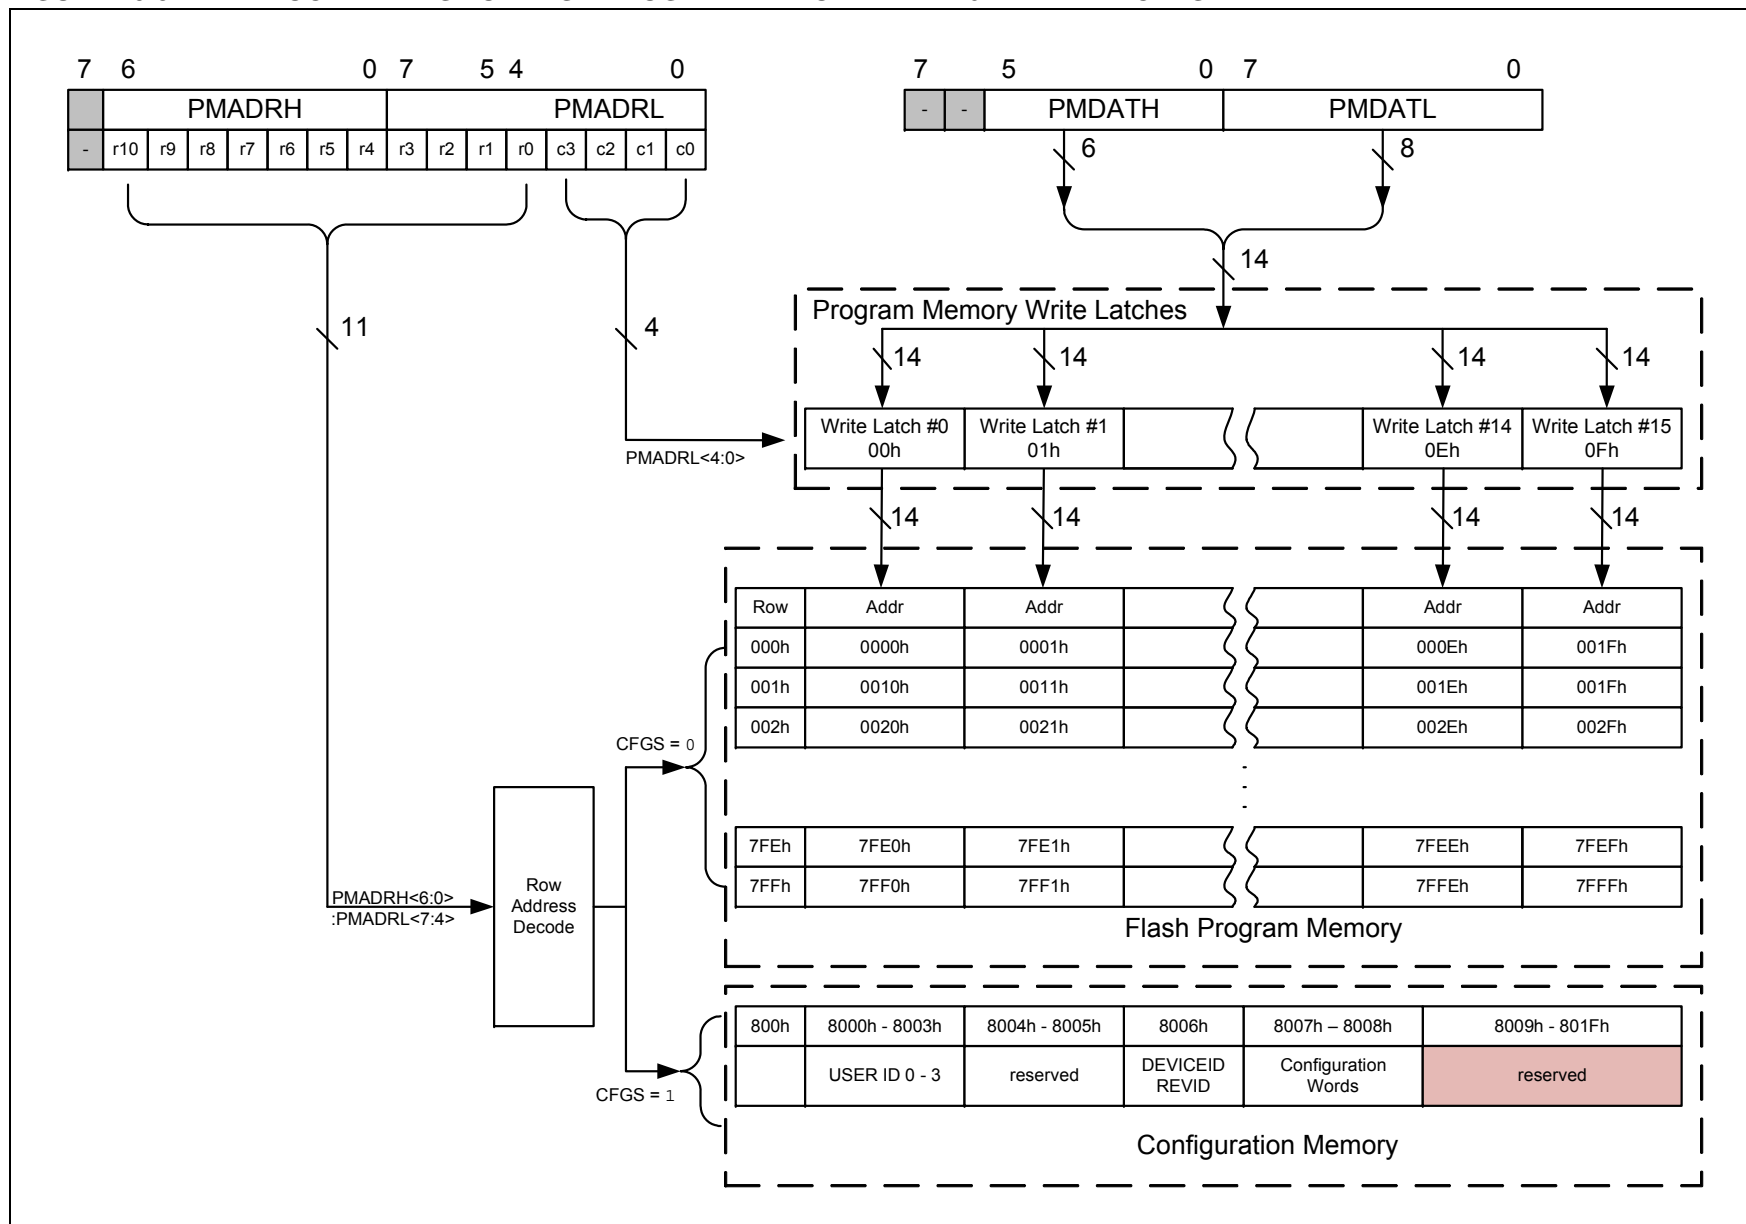 7 6 0 7 5 4 0
PMADRH PMADRL
- r10 r9 r8 r7 r6 r5 r4 r3 r2 r1 r0 c3 c2 c1 c0
7 5 0 7 0
- - PMDATH PMDATL
6 8
14
11 4
Program Memory Write Latches
14 14 14 14
Write Latch #0 Write Latch #1 Write Latch #14 Write Latch #15
00h 01h 0Eh 0Fh
PMADRL<4:0>
14 14 14 14
Row Addr Addr Addr Addr
000h 0000h 0001h 000Eh 001Fh
001h 0010h 0011h 001Eh 001Fh
002h 0020h 0021h 002Eh 002Fh
CFGS = 0
7FEh 7FE0h 7FE1h 7FEEh 7FEFh
7FFh 7FF0h 7FF1h 7FFEh 7FFFh
Flash Program Memory
PMADRH<6:0>
:PMADRL<7:4>
Row
Address
Decode
800h 8000h - 8003h 8004h - 8005h 8006h 8007h – 8008h 8009h - 801Fh
USER ID 0 - 3 reserved DEVICEID Configuration reserved
REVID Words
CFGS = 1
Configuration Memory